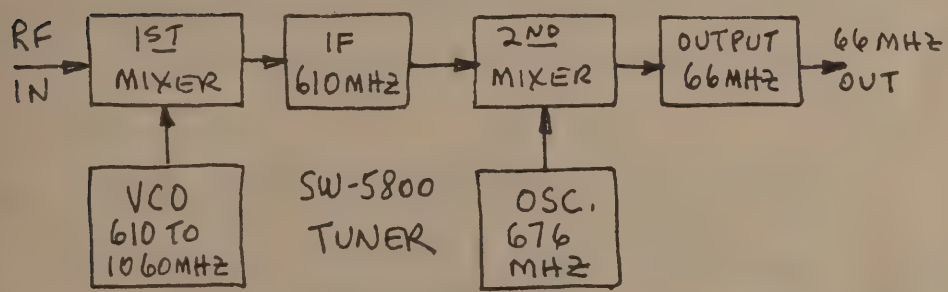 RF
IN
1ST
MIXER
IF
610MHZ
2ND
MIXER
OUTPUT
66MHZ
66MHZ
OUT
VCO
610 TO
1060MHZ
SW-5800
TUNER
OSC.
676
MHZ